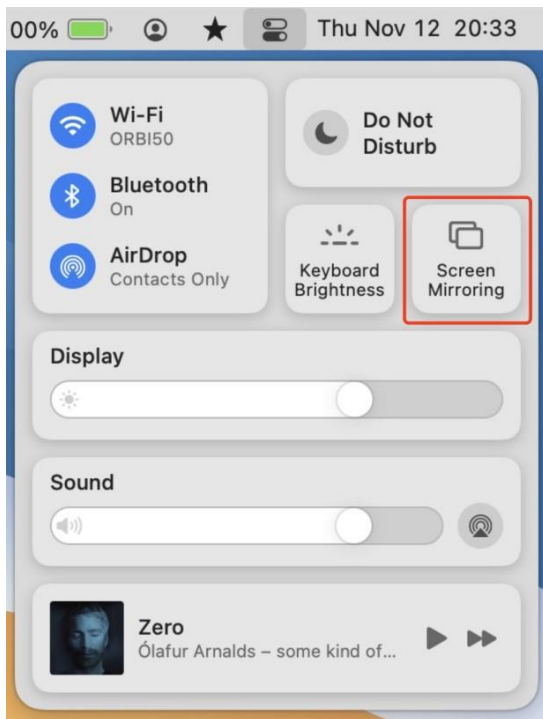 00%
Thu Nov 12 20:33
Wi-Fi
ORBI50
Bluetooth
On
AirDrop
Contacts Only
Do Not
Disturb
Keyboard
Brightness
Screen
Mirroring
Display
Sound
Zero
Ólafur Arnalds – some kind of...